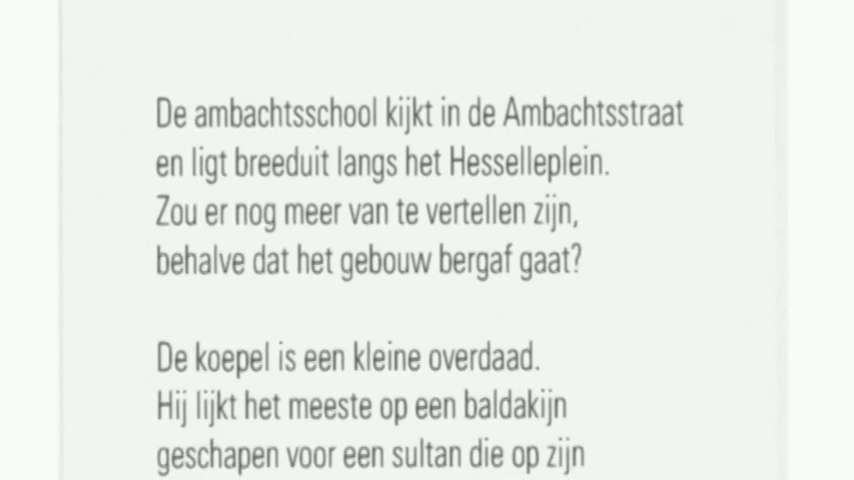 De ambachtsschool kijkt in de Ambachtsstraat
en ligt breeduit langs het Hesselleplein.
Zou er nog meer van te vertellen zijn,
behalve dat het gebouw bergaf gaat?
De koepel is een kleine overdaad.
Hij lijkt het meeste op een baldakijn
geschapen voor een sultan die op zijn